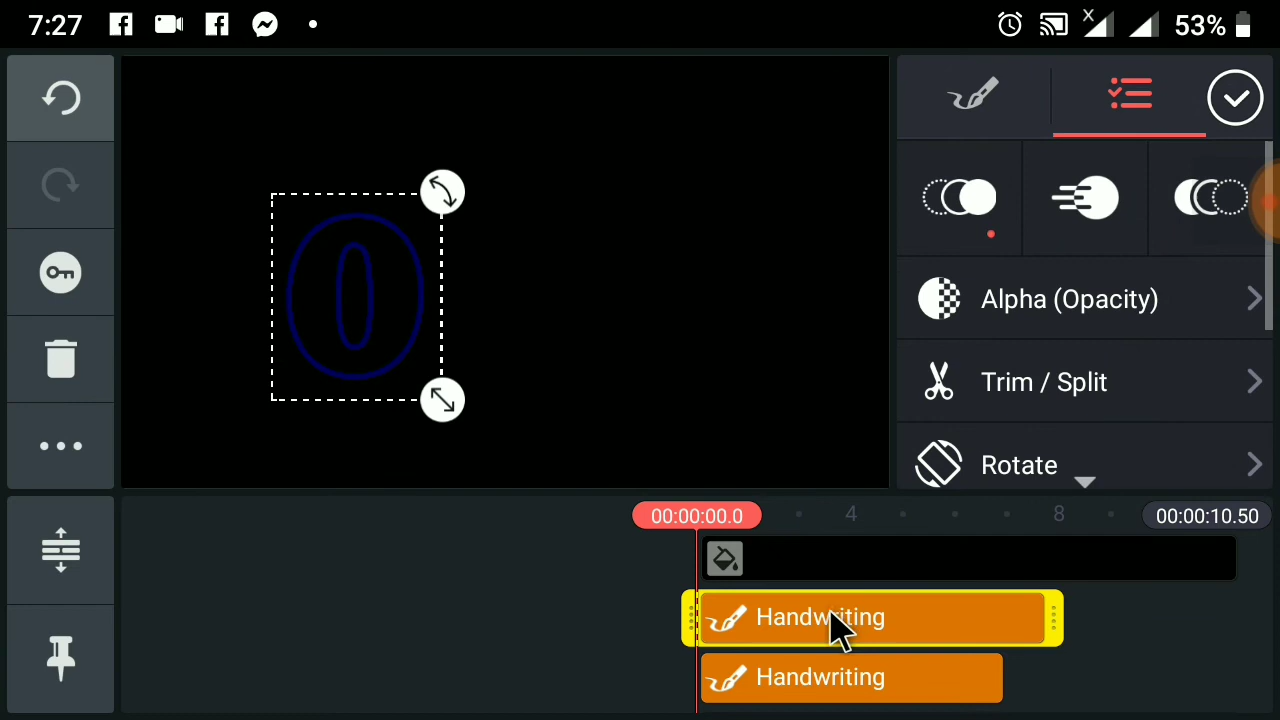 7:27
X
53%
0
Alpha (Opacity)
Trim / Split
Rotate
00:00:00.0
4
8
00:00:10.50
Handwriting
Handwriting